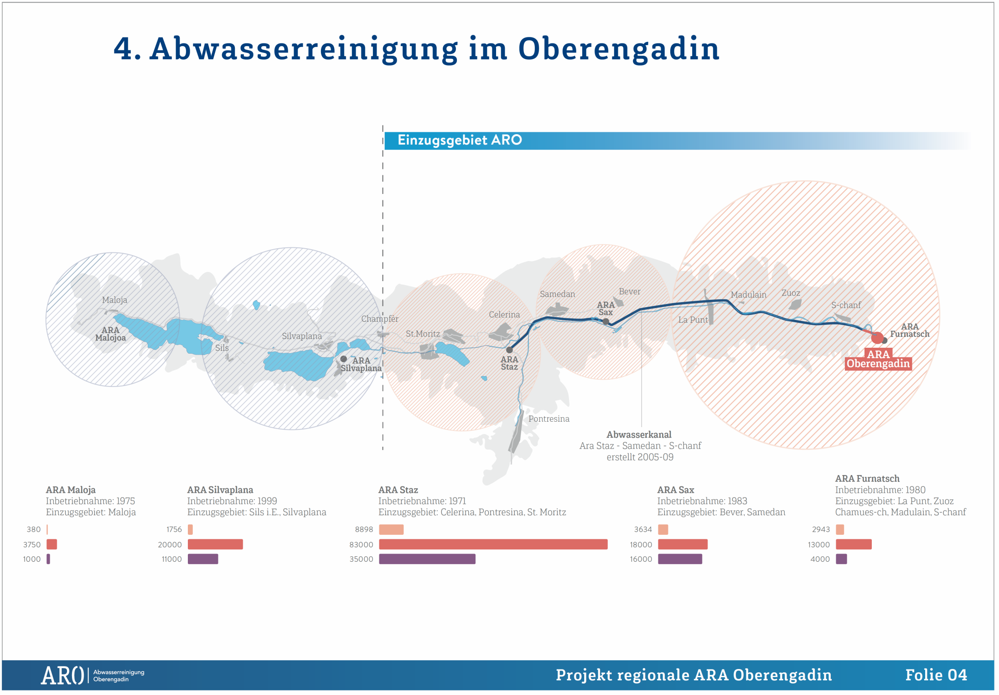 4. Abwasserreinigung im Oberengadin
Einzugsgebiet ARO
Maloja
ARA
Malojoa
Sils
Silvaplana
ARA
Silvaplana
Champfèr
St.Moritz
Celerina
ARA
Staz
Pontresina
Samedan
ARA
Sax
Bever
La Punt
Madulain
Zuoz
S-chanf
ARA
Furnatsch
ARA
Oberengadin
Abwasserkanal
Ara Staz - Samedan - S-chanf
erstellt 2005-09
ARA Maloja
Inbetriebnahme: 1975
Einzugsgebiet: Maloja
380
3750
1000
ARA Silvaplana
Inbetriebnahme: 1999
Einzugsgebiet: Sils i.E., Silvaplana
1756
20000
11000
ARA Staz
Inbetriebnahme: 1971
Einzugsgebiet: Celerina, Pontresina, St. Moritz
8898
83000
35000
ARA Sax
Inbetriebnahme: 1983
Einzugsgebiet: Bever, Samedan
3634
18000
16000
ARA Furnatsch
Inbetriebnahme: 1980
Einzugsgebiet: La Punt, Zuoz
Chamues-ch, Madulain, S-chanf
2943
13000
4000
ARO
Abwasserreinigung
Oberengadin
Projekt regionale ARA Oberengadin
Folie 04